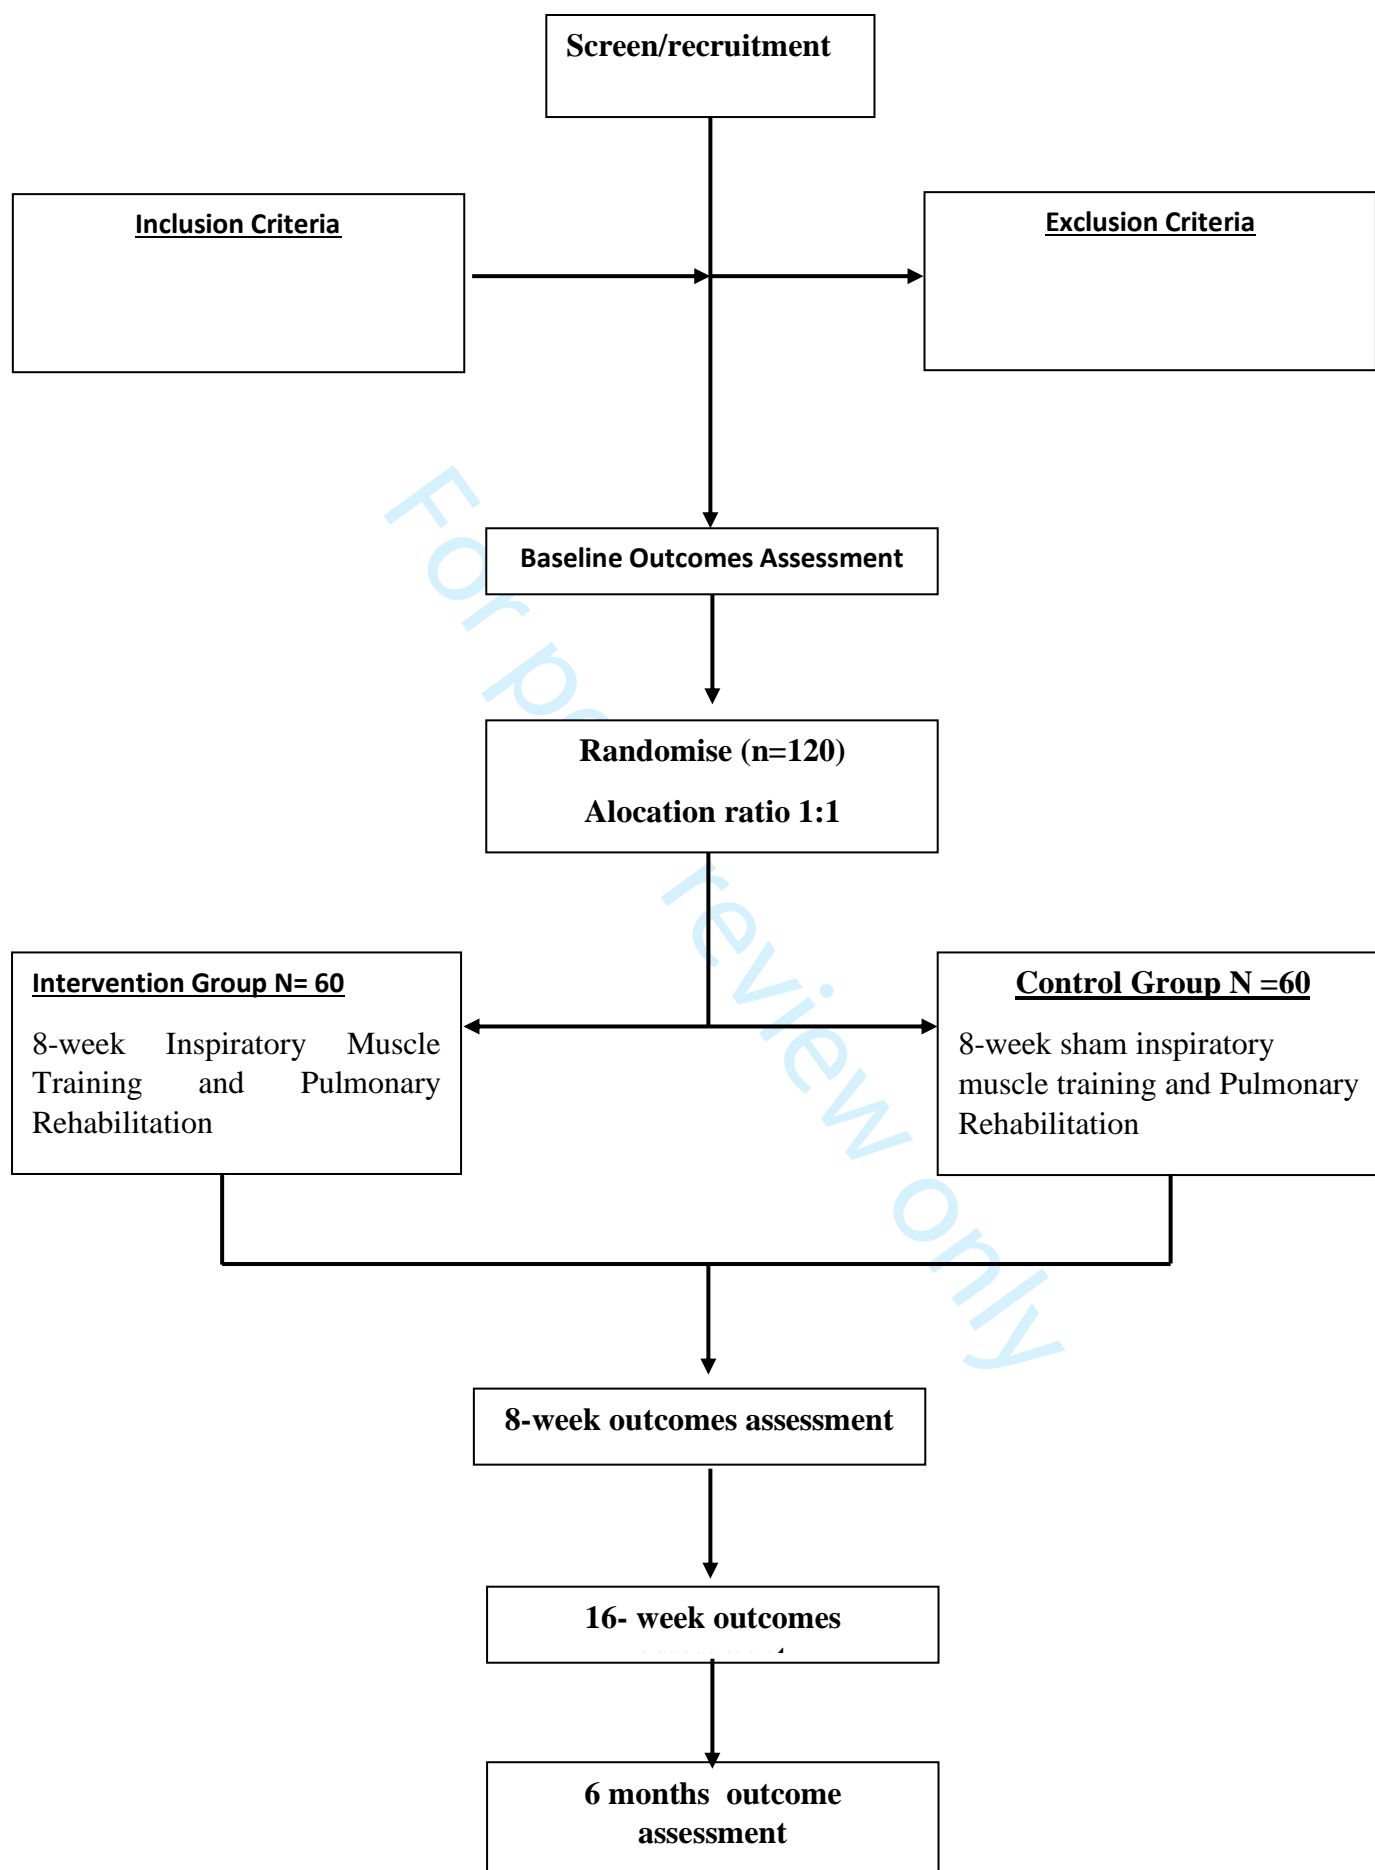 Screen/recruitment
Inclusion Criteria
Exclusion Criteria
Baseline Outcomes Assessment
Randomise (n=120)
Alocation ratio 1:1
Intervention Group N= 60
8-week Inspiratory Muscle
Training and Pulmonary
Rehabilitation
Control Group N =60
8-week sham inspiratory
muscle training and Pulmonary
Rehabilitation
8-week outcomes assessment
16- week outcomes
6 months outcome
assessment
For review only